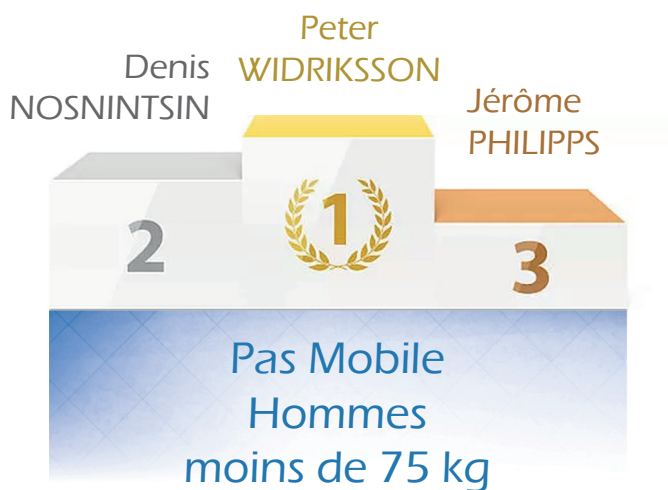 Peter
WIDRIKSSON
Denis
NOSNINTSIN
Jérôme
PHILIPPS
2
1
3
Pas Mobile
Hommes
moins de 75 kg